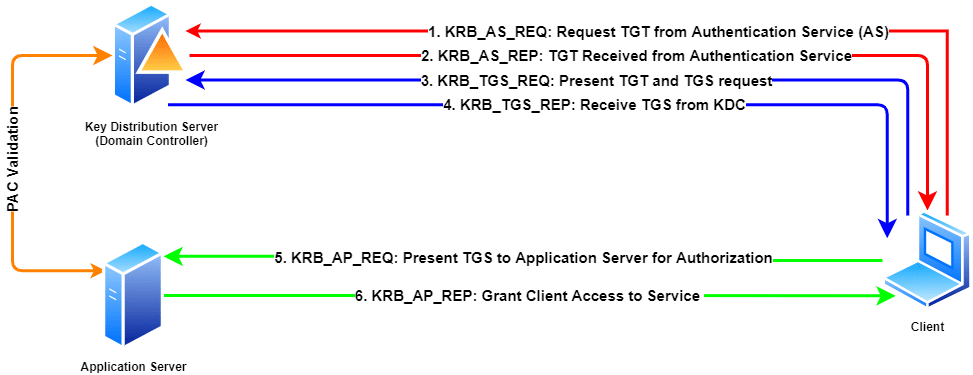 1. KRB_AS_REQ: Request TGT from Authentication Service (AS)
2. KRB_AS_REP: TGT Received from Authentication Service
3. KRB_TGS_REQ: Present TGT and TGS request
4. KRB_TGS_REP: Receive TGS from KDC
Key Distribution Server
(Domain Controller)
PAC Validation
5. KRB_AP_REQ: Present TGS to Application Server for Authorization
6. KRB_AP_REP: Grant Client Access to Service
Client
Application Server